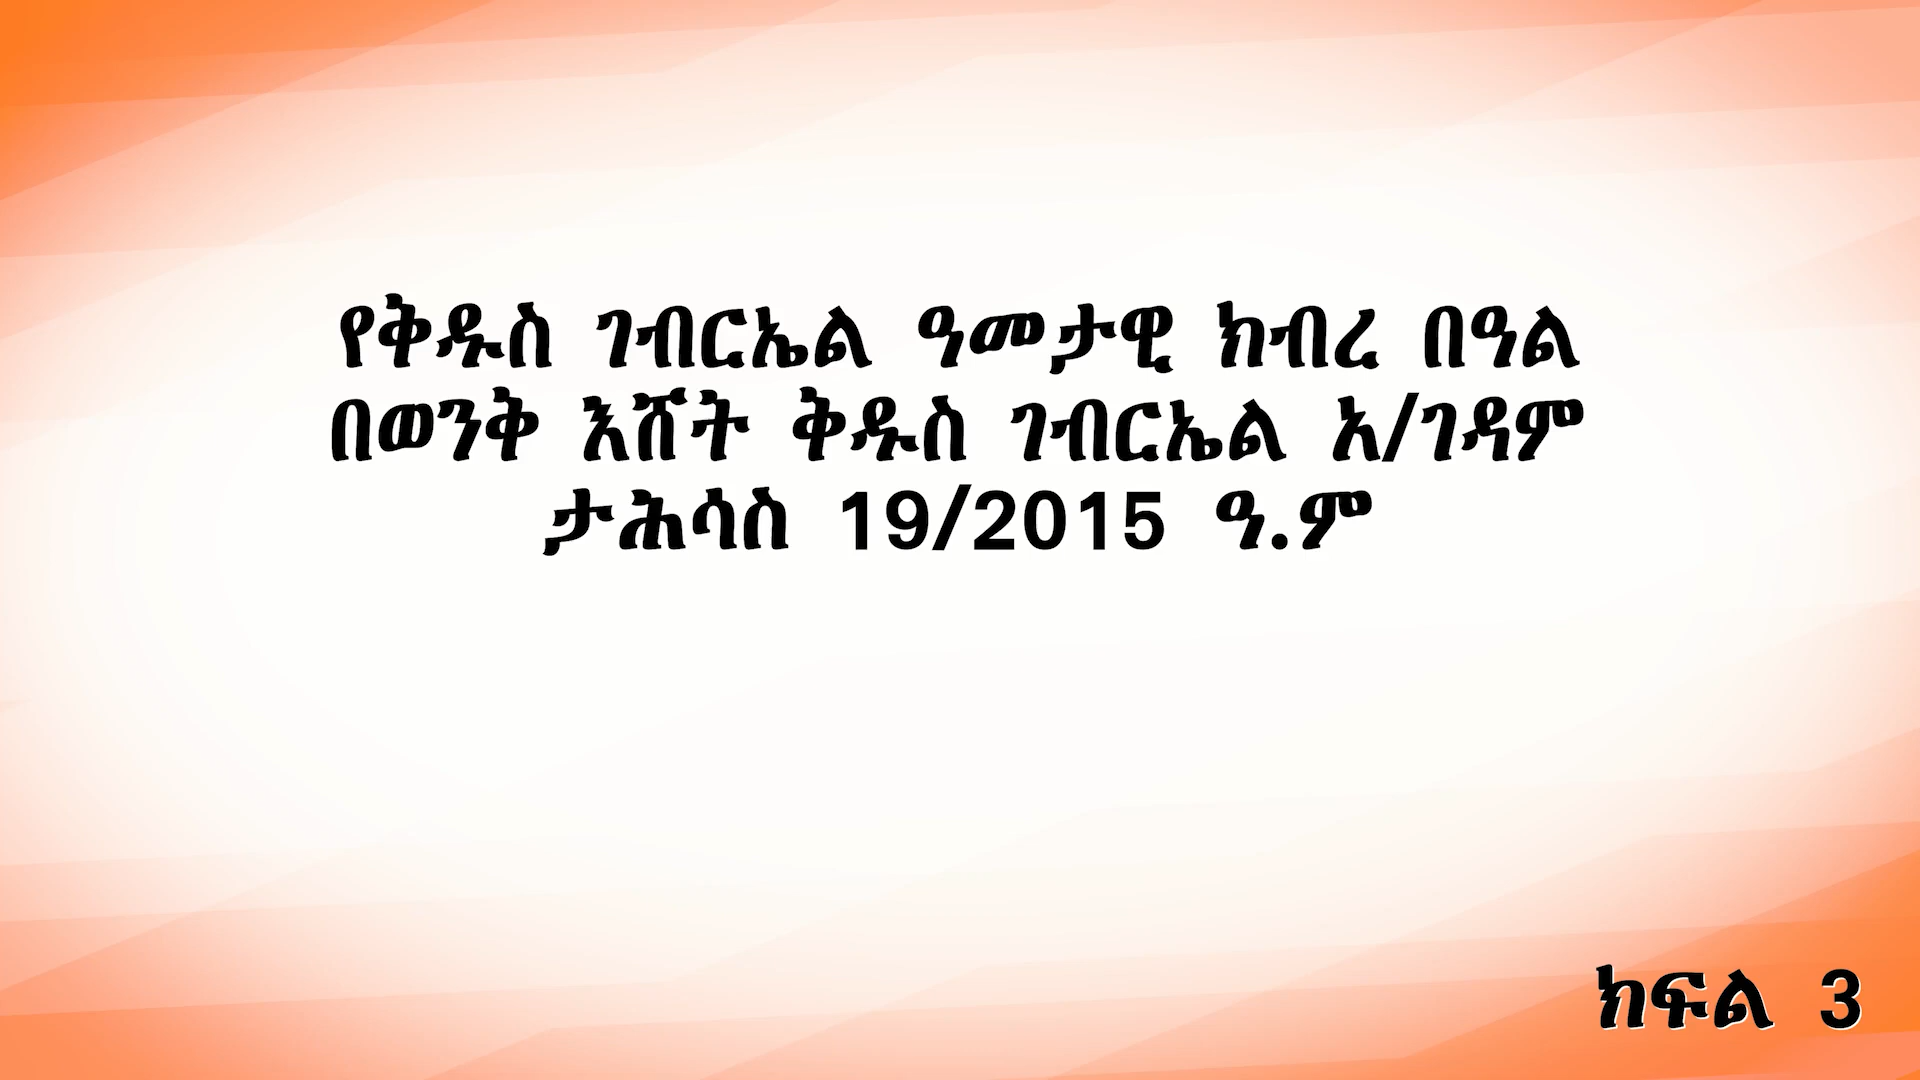 የቅዱስ ገብርኤል ዓመታዊ ክብረ በዓል
በወንቅ እሸት ቅዱስ ገብርኤል አ/ገዳም
ታሕሳስ 19/2015 ዓ.ም
ክፍል 3